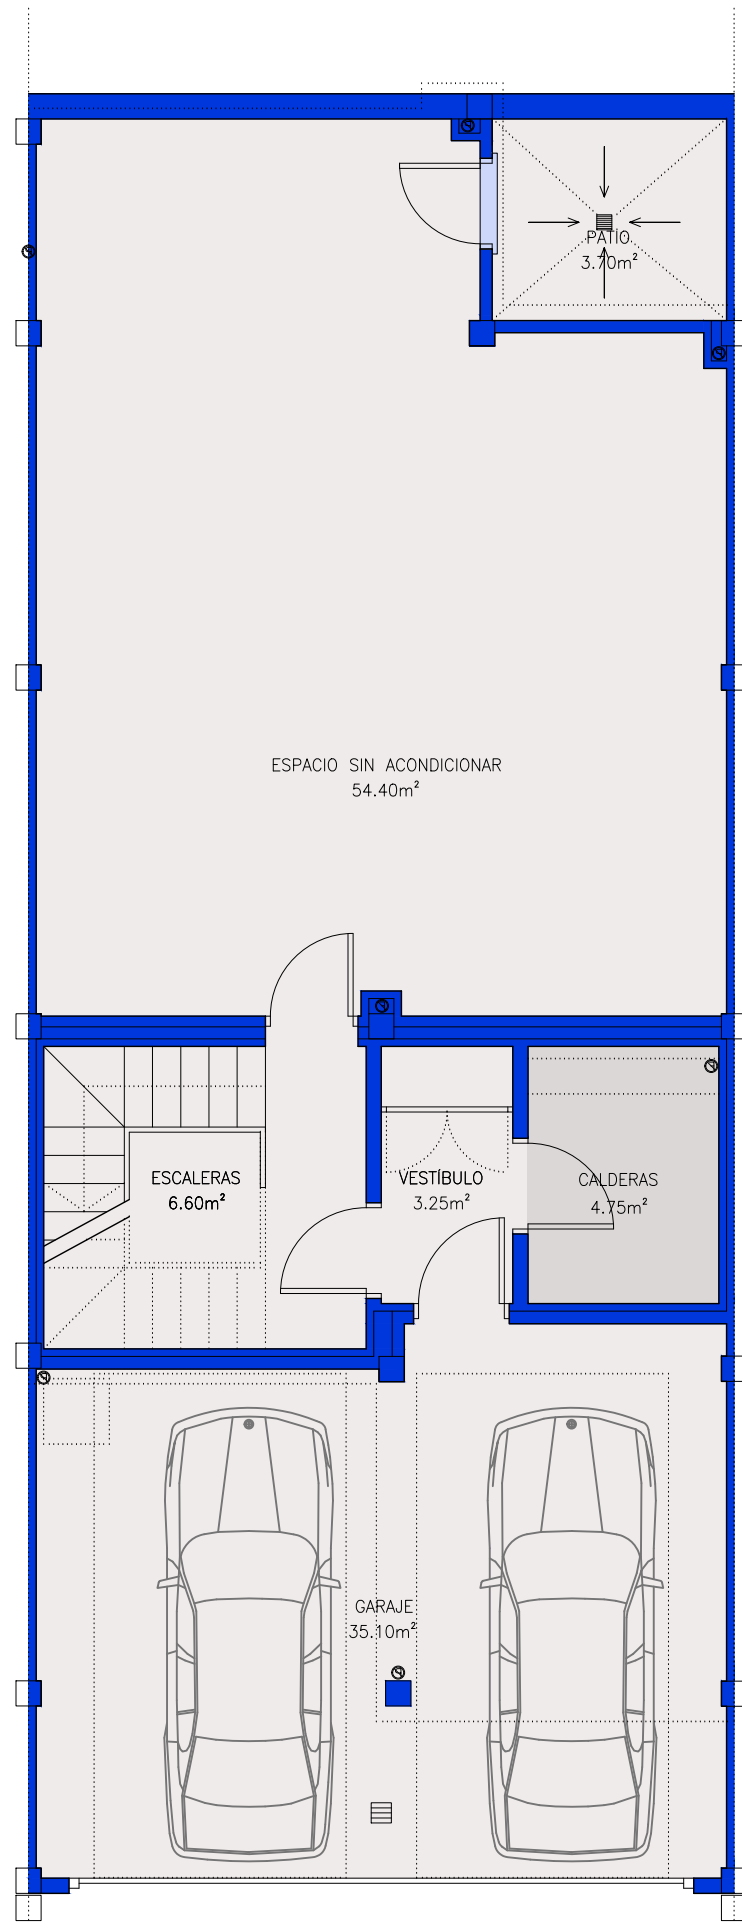 PATIO
3.70m²
ESPACIO SIN ACONDICIONAR
54.40m²
ESCALERAS
6.60m²
VESTÍBULO
3.25m²
CALDERAS
4.75m²
GARAJE
35.10m²